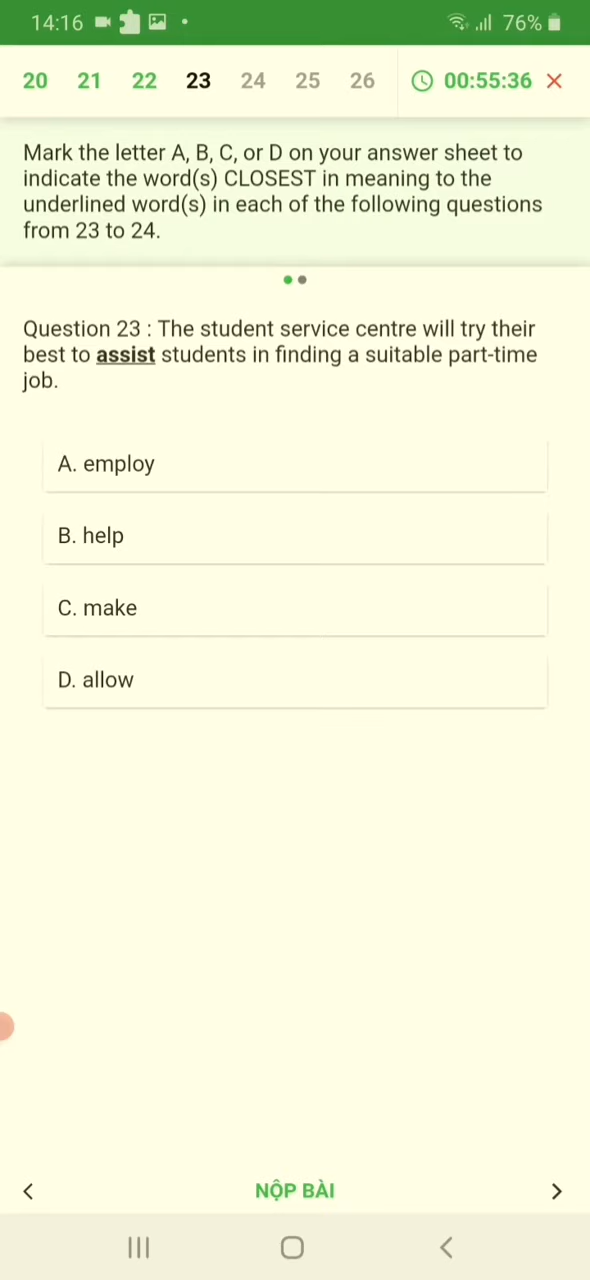 14:16
76%
20 21 22 23 24 25 26 00:55:36
Mark the letter A, B, C, or D on your answer sheet to
indicate the word(s) CLOSEST in meaning to the
underlined word(s) in each of the following questions
from 23 to 24.
Question 23 : The student service centre will try their
best to assist students in finding a suitable part-time
job.
A. employ
B. help
C. make
D. allow
NỘP BÀI